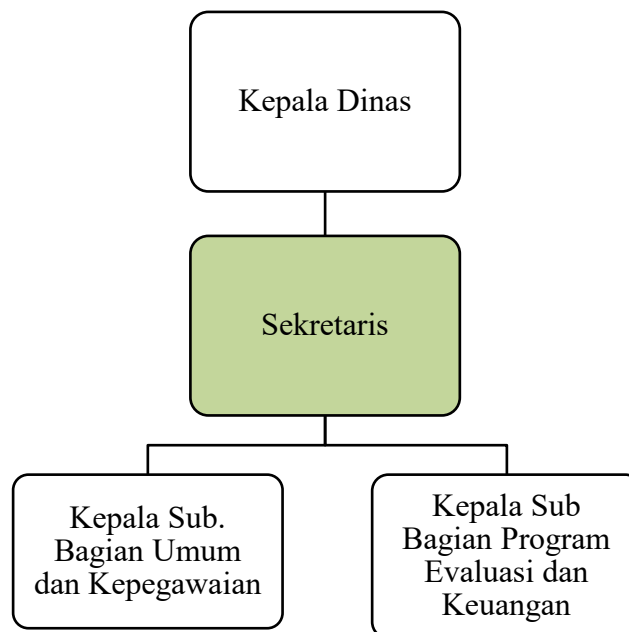 Kepala Dinas
Sekretaris
Kepala Sub.
Bagian Umum
dan Kepegawaian
Kepala Sub
Bagian Program
Evaluasi dan
Keuangan